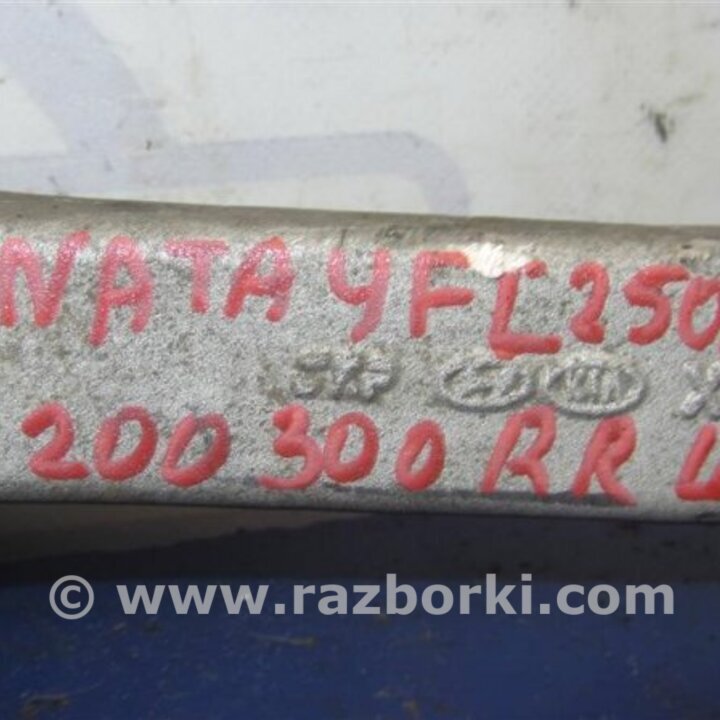 NATA YFL250
200 300 RR
© www.razborki.com